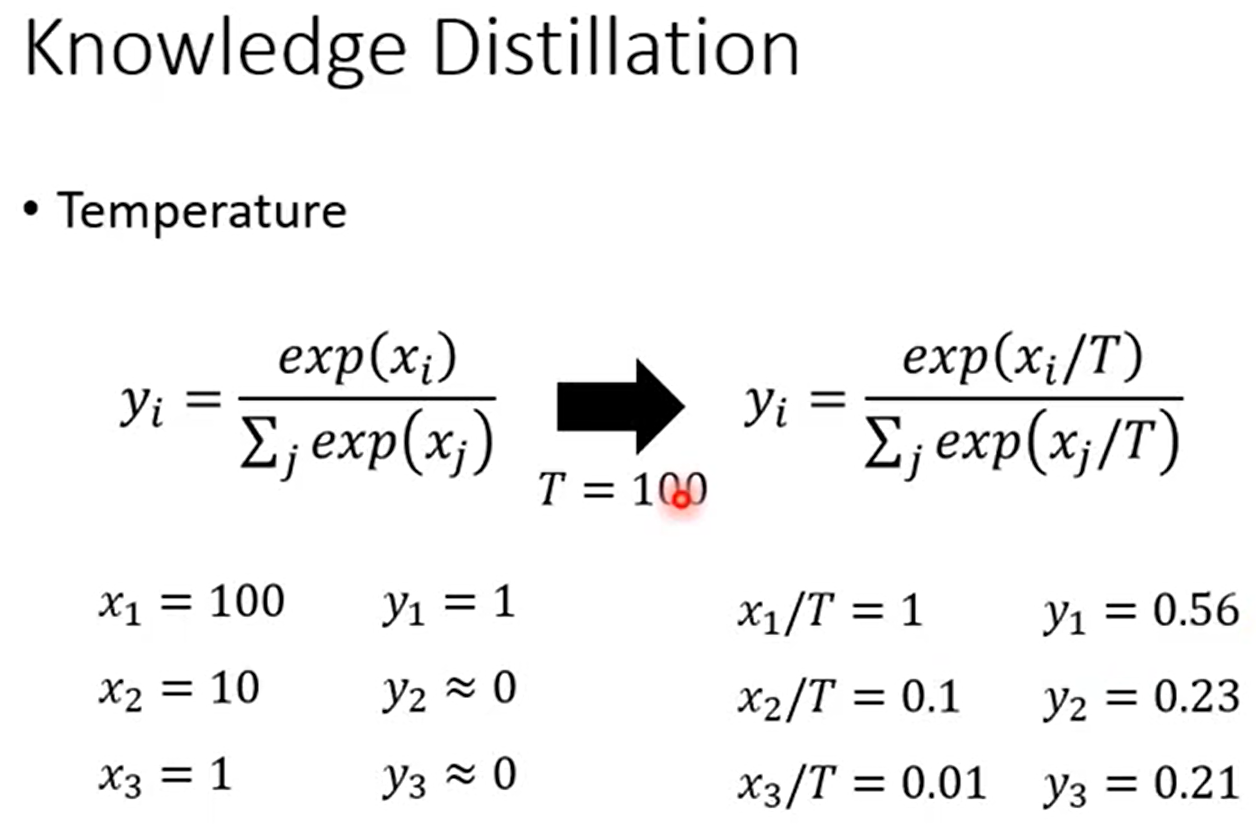 Knowledge Distillation
• Temperature
y_i = exp(x_i) / ∑_j exp(x_j)
T = 100
y_i = exp(x_i/T) / ∑_j exp(x_j/T)
x_1 = 100 y_1 = 1 x_1/T = 1 y_1 = 0.56
x_2 = 10 y_2 ≈ 0 x_2/T = 0.1 y_2 = 0.23
x_3 = 1 y_3 ≈ 0 x_3/T = 0.01 y_3 = 0.21